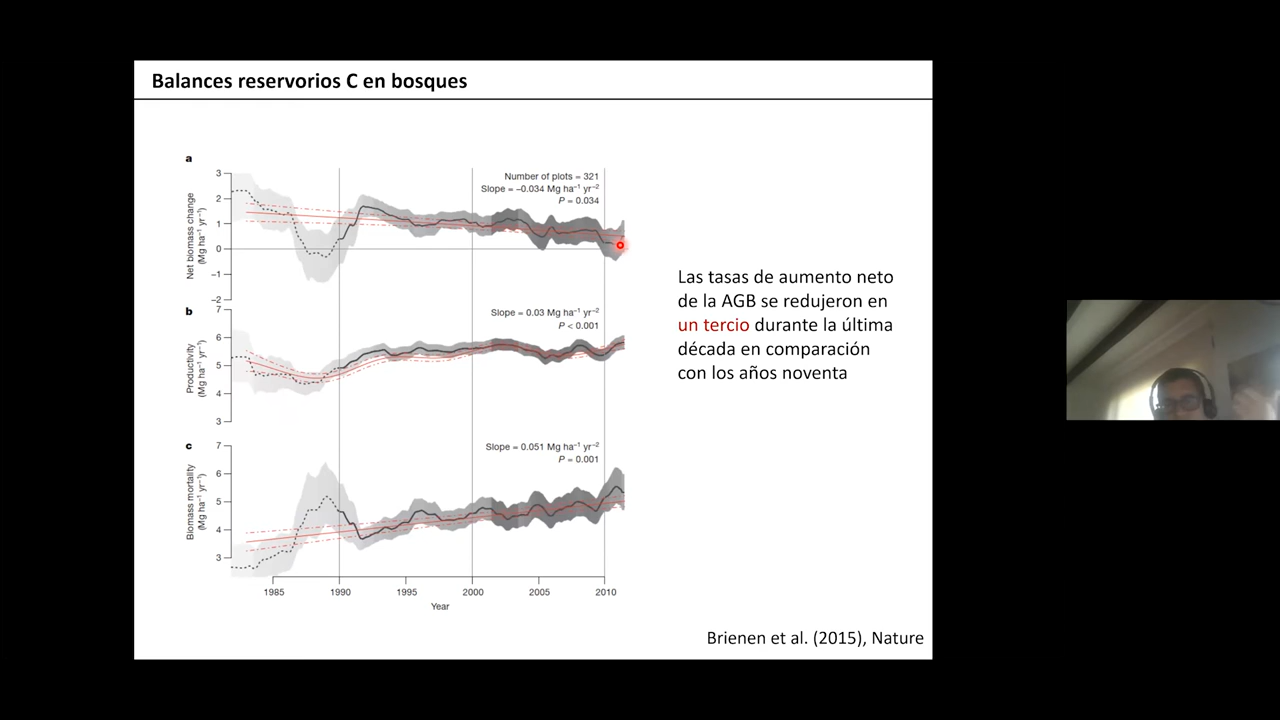 Balances reservorios C en bosques
a
Number of plots = 321
Slope = −0.034 Mg ha⁻¹ yr⁻²
P = 0.034
Net biomass change
(Mg ha⁻¹ yr⁻¹)
3
2
1
0
−1
−2
b
Slope = 0.03 Mg ha⁻¹ yr⁻²
P < 0.001
Productivity
(Mg ha⁻¹ yr⁻¹)
7
6
5
4
3
c
Slope = 0.051 Mg ha⁻¹ yr⁻²
P = 0.001
Biomass mortality
(Mg ha⁻¹ yr⁻¹)
7
6
5
4
3
1985 1990 1995 2000 2005 2010
Year
Las tasas de aumento neto
de la AGB se redujeron en
un tercio durante la última
década en comparación
con los años noventa
Brienen et al. (2015), Nature